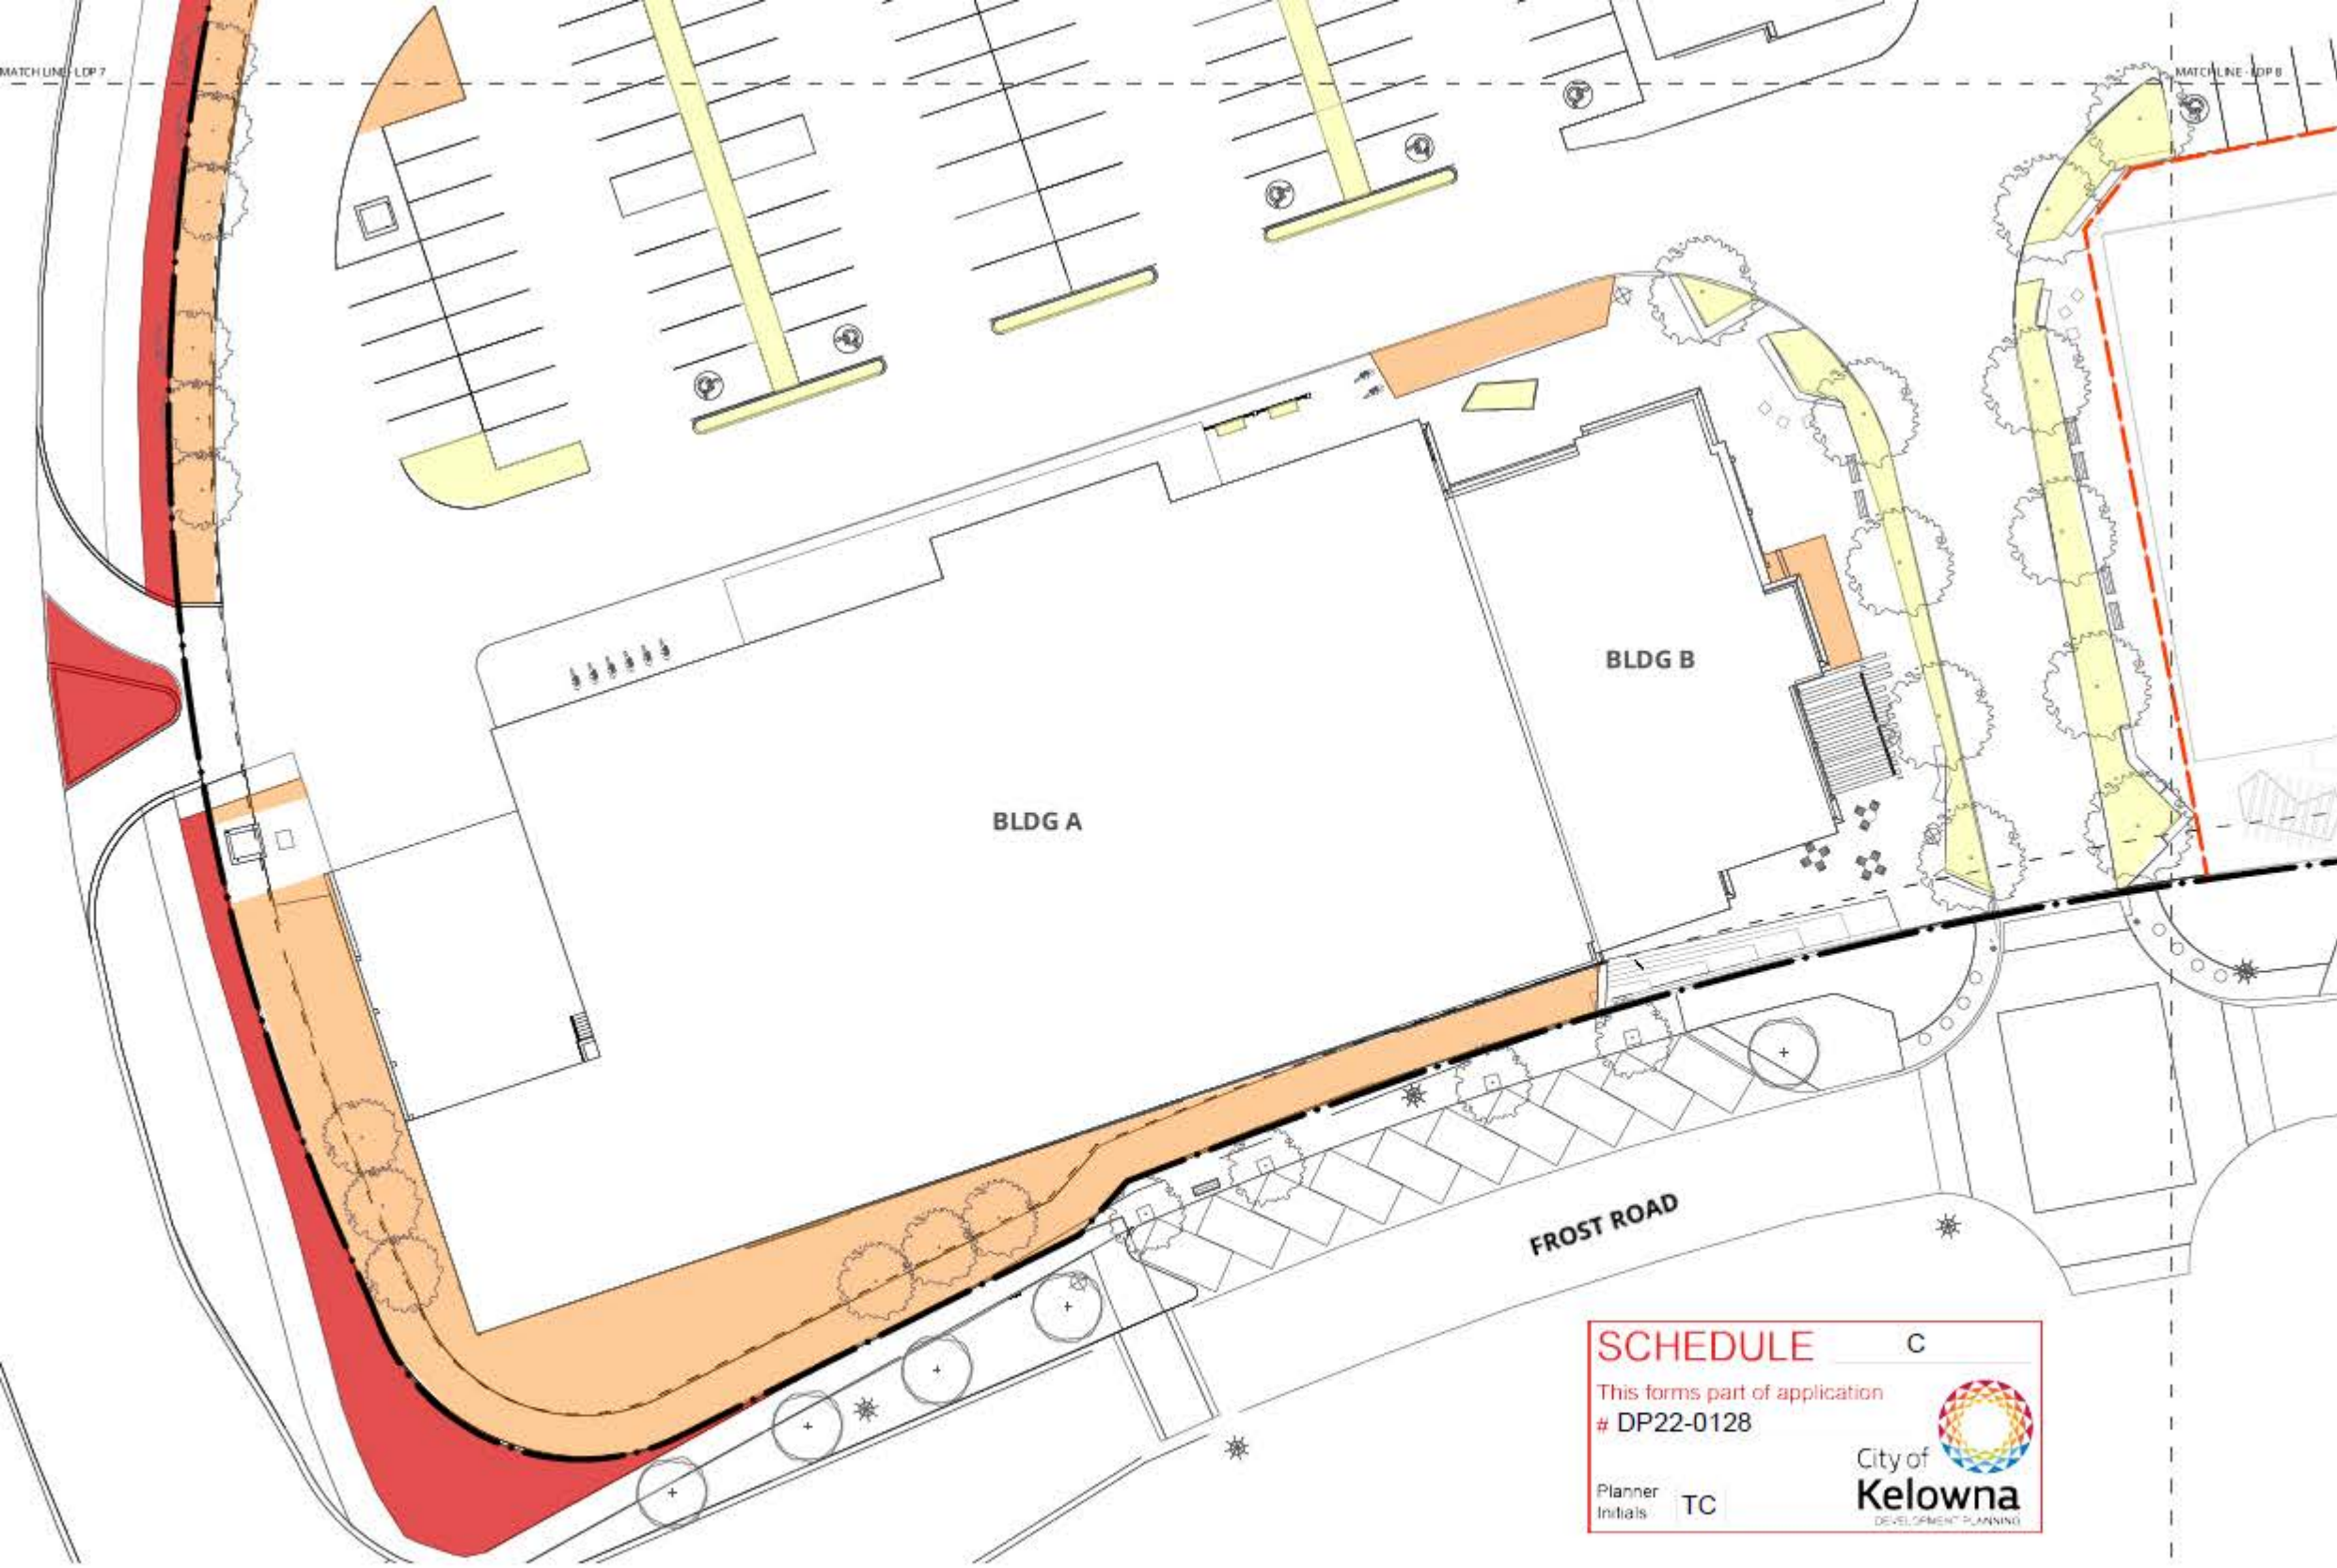 MATCH LINE - LDP 7
MATCH LINE - LDP 8
BLDG B
BLDG A
FROST ROAD
SCHEDULE C
This forms part of application
# DP22-0128
City of
Kelowna
DEVELOPMENT PLANNING
Planner
Initials TC